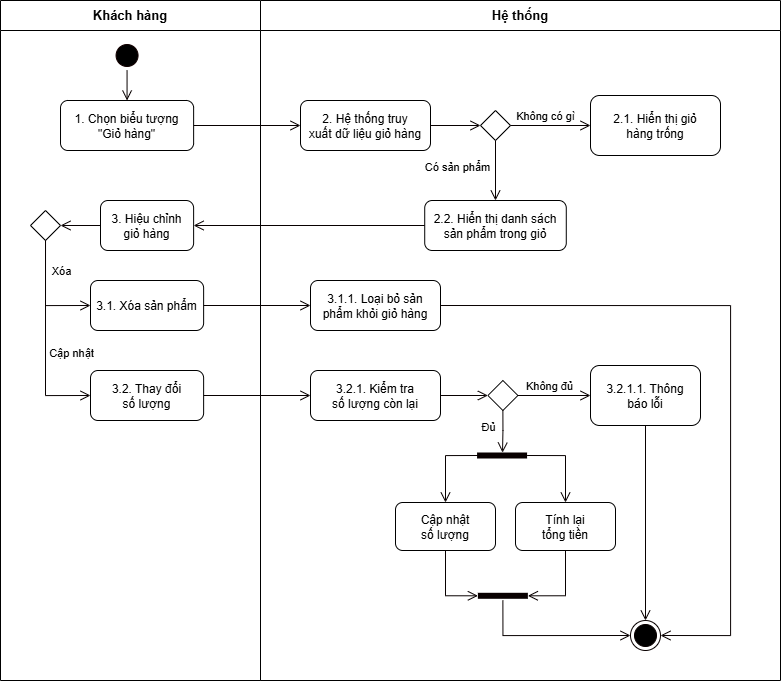 Khách hàng
Hệ thống
1. Chọn biểu tượng
"Giỏ hàng"
2. Hệ thống truy
xuất dữ liệu giỏ hàng
Không có gì
2.1. Hiển thị giỏ
hàng trống
Có sản phẩm
3. Hiệu chỉnh
giỏ hàng
2.2. Hiển thị danh sách
sản phẩm trong giỏ
Xóa
3.1. Xóa sản phẩm
3.1.1. Loại bỏ sản
phẩm khỏi giỏ hàng
Cập nhật
3.2. Thay đổi
số lượng
3.2.1. Kiểm tra
số lượng còn lại
Không đủ
3.2.1.1. Thông
báo lỗi
Đủ
Cập nhật
số lượng
Tính lại
tổng tiền